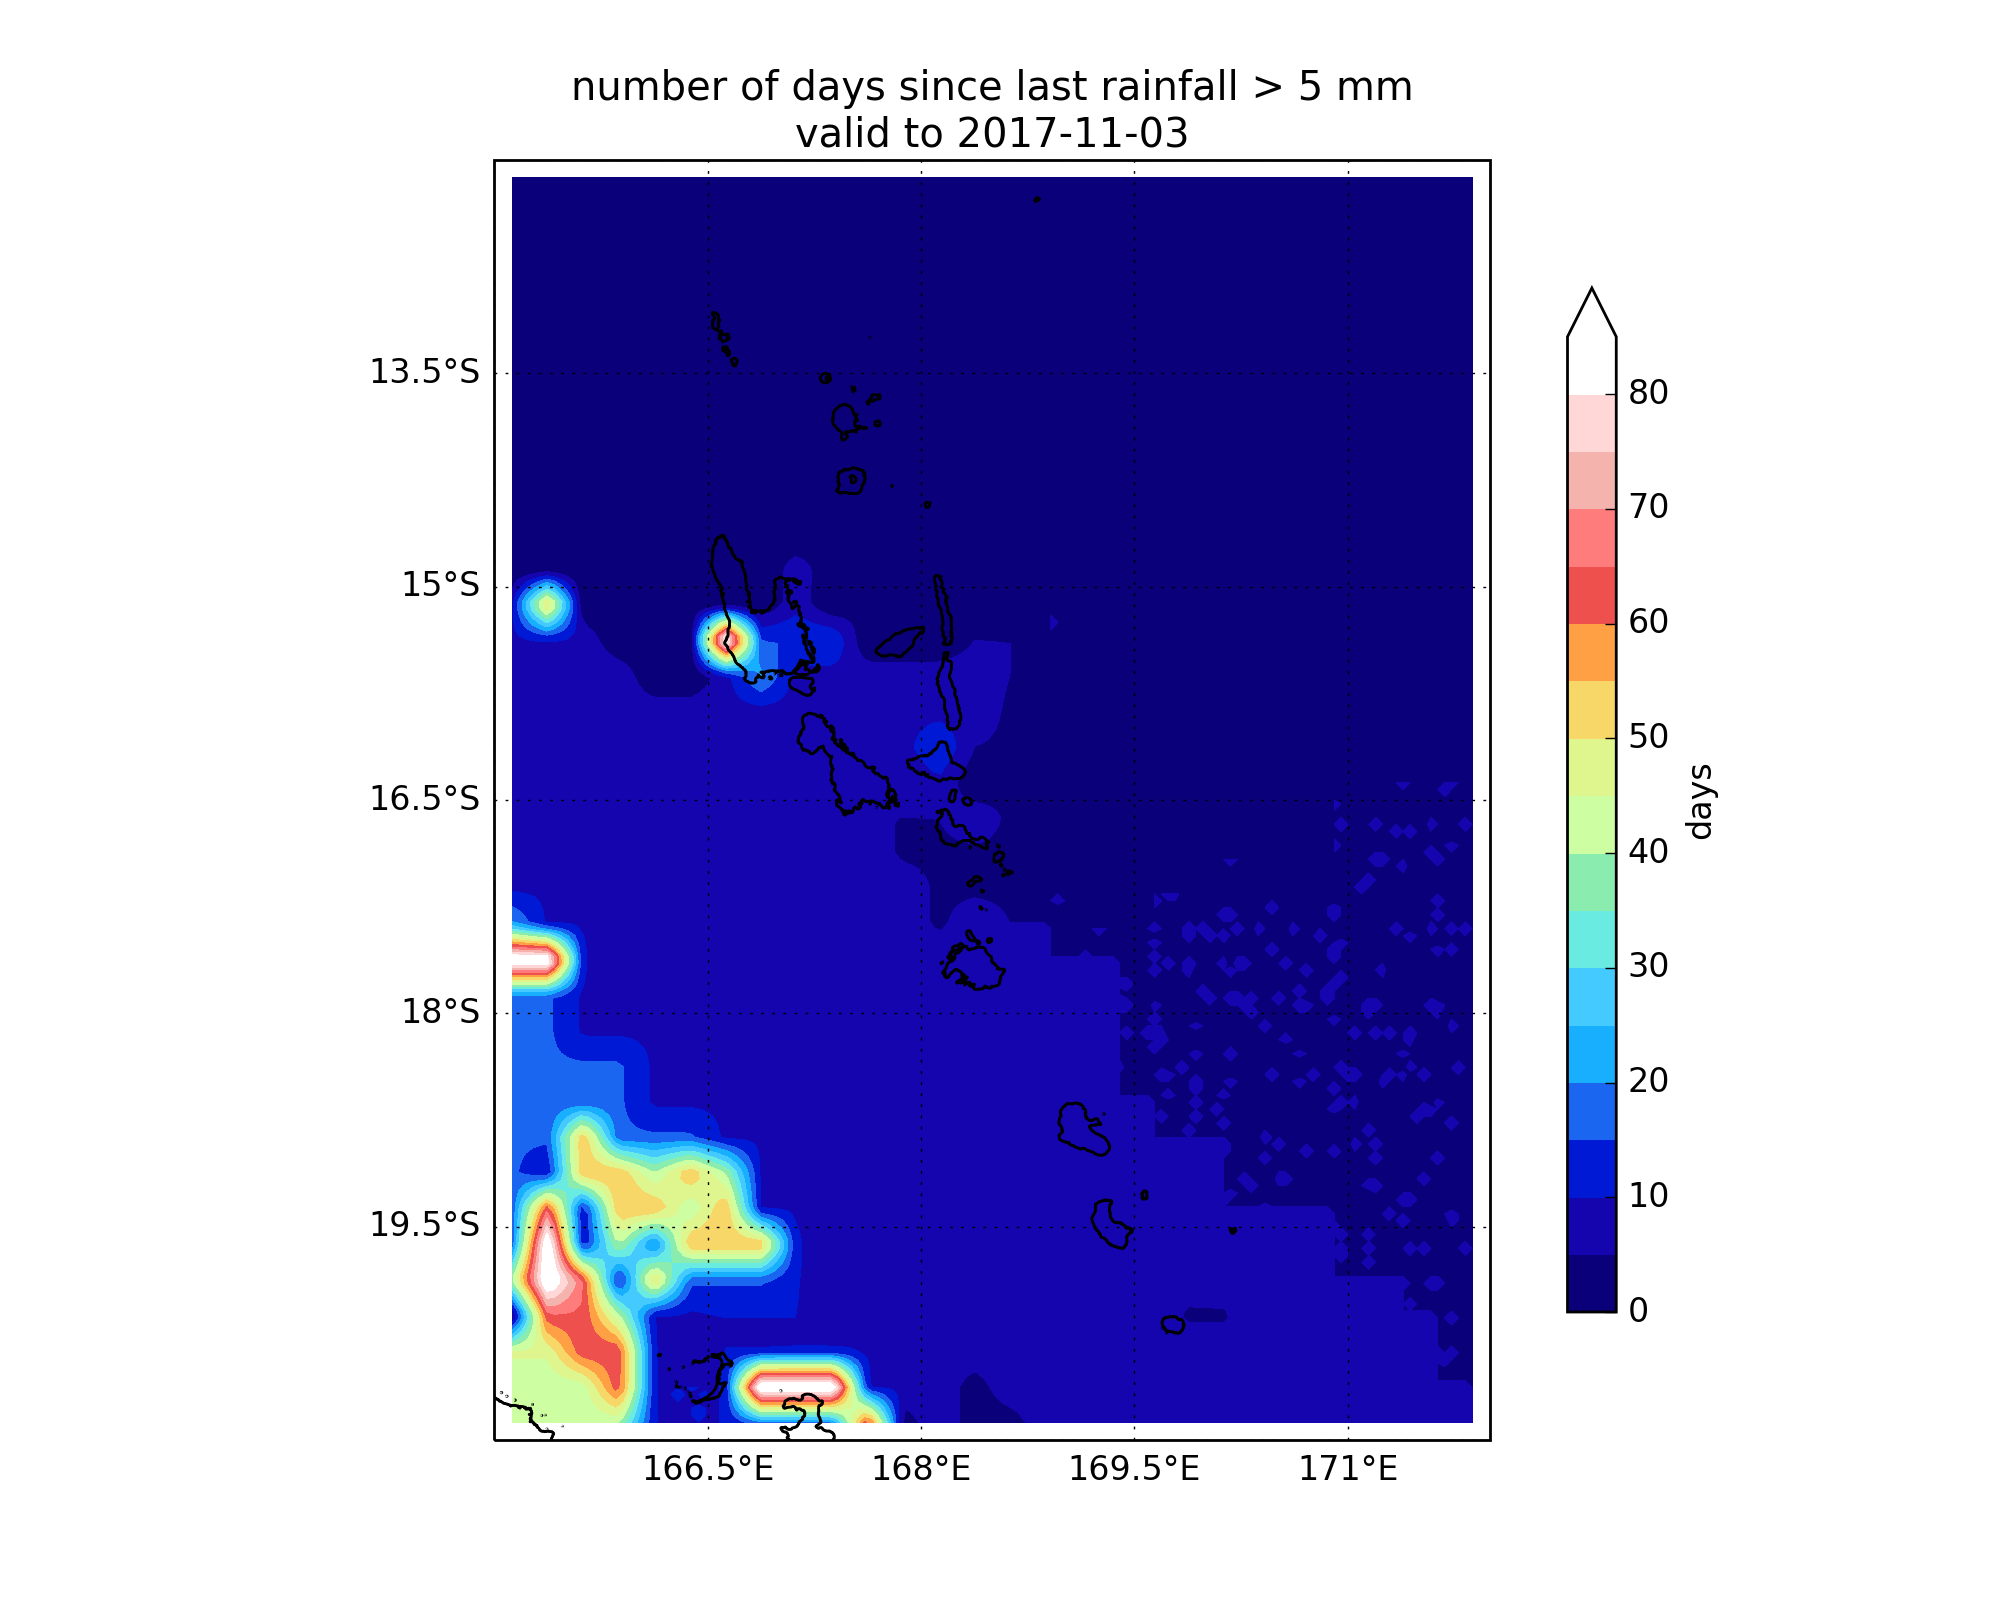 number of days since last rainfall > 5 mm
valid to 2017-11-03
13.5°S
15°S
16.5°S
18°S
19.5°S
166.5°E
168°E
169.5°E
171°E
80
70
60
50
40
30
20
10
0
days